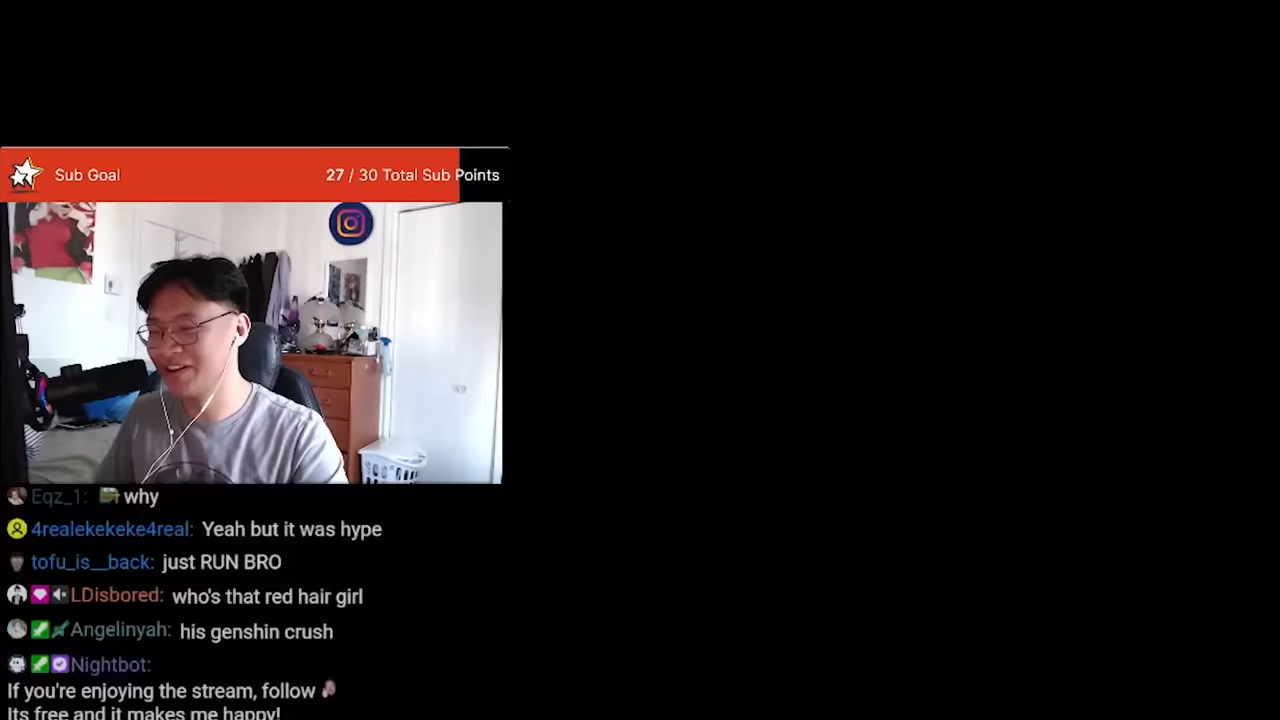 Sub Goal 27 / 30 Total Sub Points
Eqz_1: why
4realekekeke4real: Yeah but it was hype
tofu_is__back: just RUN BRO
LDisbored: who's that red hair girl
Angelinyah: his genshin crush
Nightbot:
If you're enjoying the stream, follow
Its free and it makes me happy!